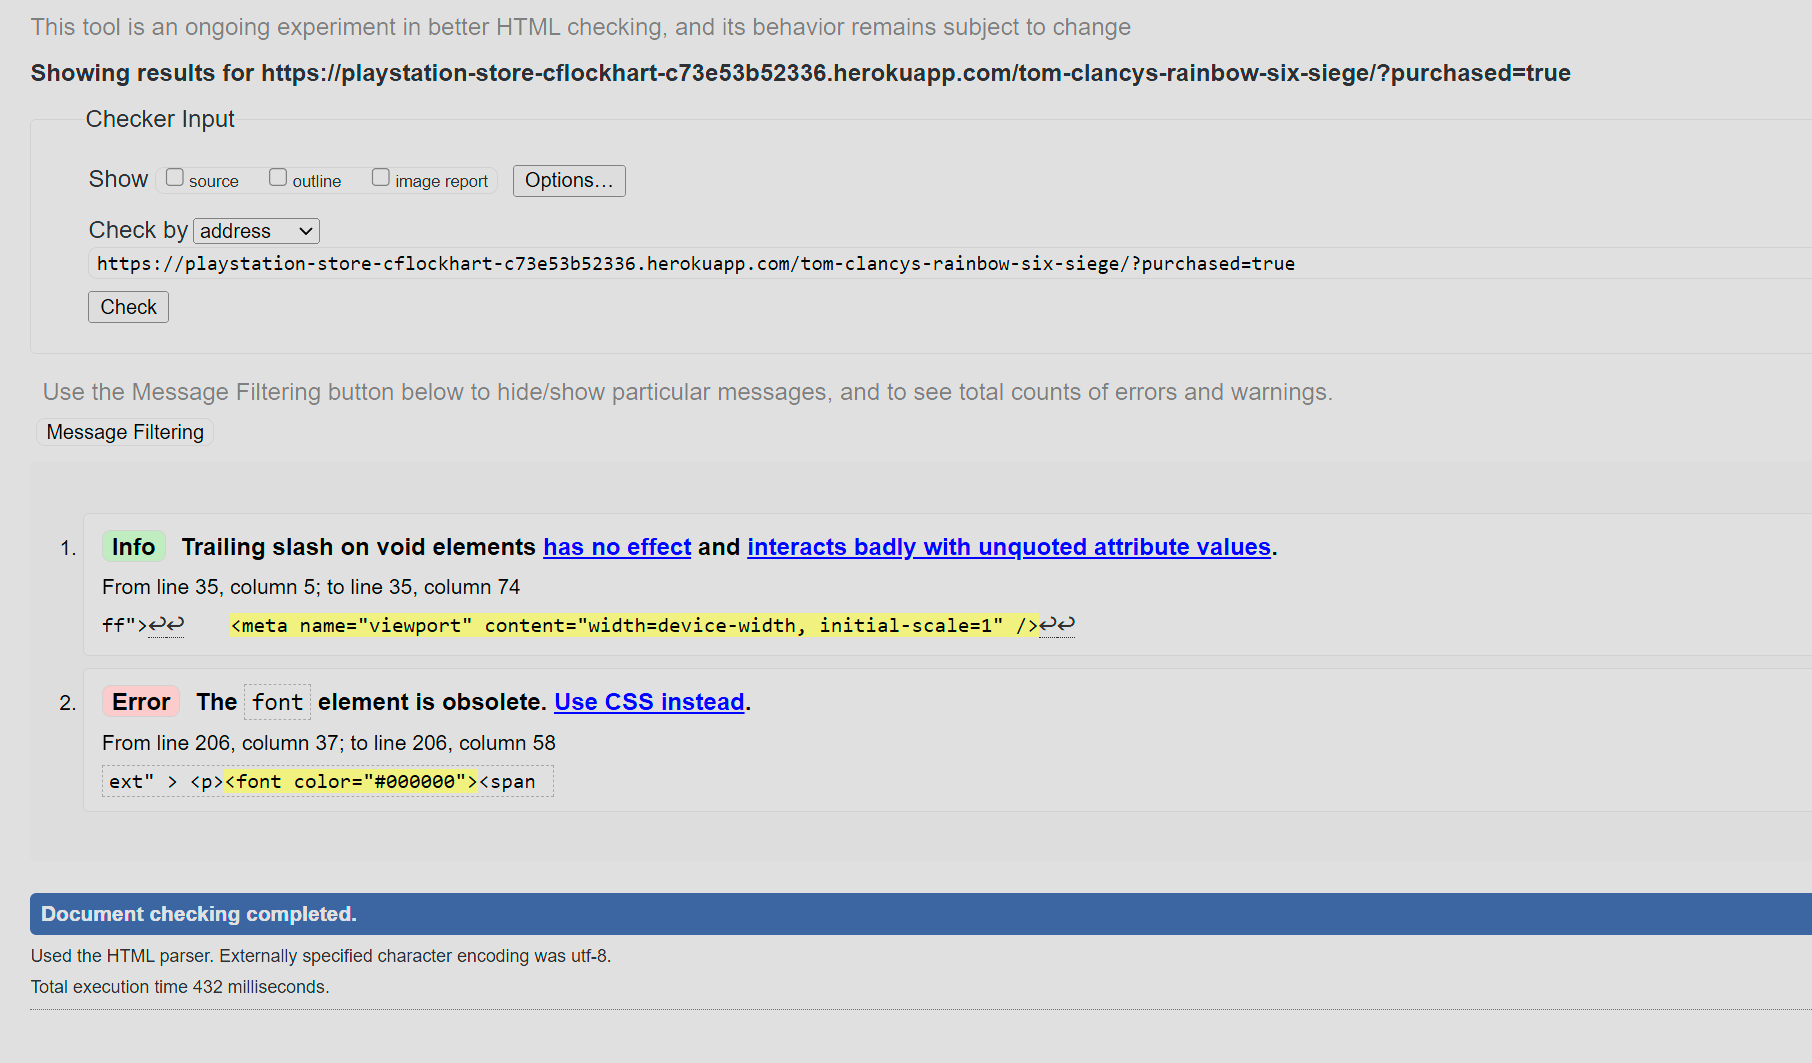 This tool is an ongoing experiment in better HTML checking, and its behavior remains subject to change
Showing results for https://playstation-store-cflockhart-c73e53b52336.herokuapp.com/tom-clancys-rainbow-six-siege/?purchased=true
Checker Input
Show source outline image report Options...
Check by address
https://playstation-store-cflockhart-c73e53b52336.herokuapp.com/tom-clancys-rainbow-six-siege/?purchased=true
Check
Use the Message Filtering button below to hide/show particular messages, and to see total counts of errors and warnings.
Message Filtering
1. Info Trailing slash on void elements has no effect and interacts badly with unquoted attribute values.
From line 35, column 5; to line 35, column 74
ff">↩↩ <meta name="viewport" content="width=device-width, initial-scale=1" />↩↩
2. Error The font element is obsolete. Use CSS instead.
From line 206, column 37; to line 206, column 58
ext" > <p><font color="#000000"><span
Document checking completed.
Used the HTML parser. Externally specified character encoding was utf-8.
Total execution time 432 milliseconds.